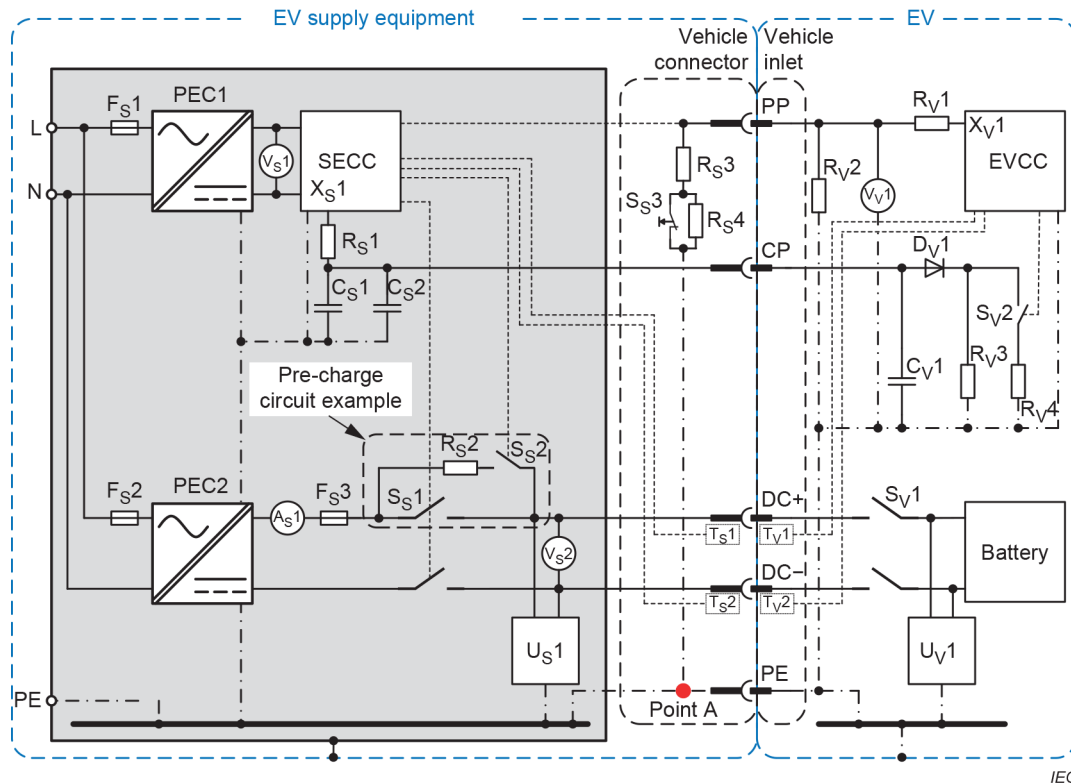 EV supply equipment
EV
Vehicle
connector
Vehicle
inlet
PEC1
FS1
L
N
VS1
SECC
XS1
RS1
CS1
CS2
PP
RS3
SS3
RS4
CP
RV1
XV1
EVCC
RV2
VV1
DV1
SV2
CV1
RV3
RV4
Pre-charge
circuit example
RS2
SS2
FS2
PEC2
AS1
FS3
SS1
VS2
US1
DC+
TS1
TV1
DC−
TS2
TV2
SV1
Battery
UV1
PE
PE
Point A
IEC